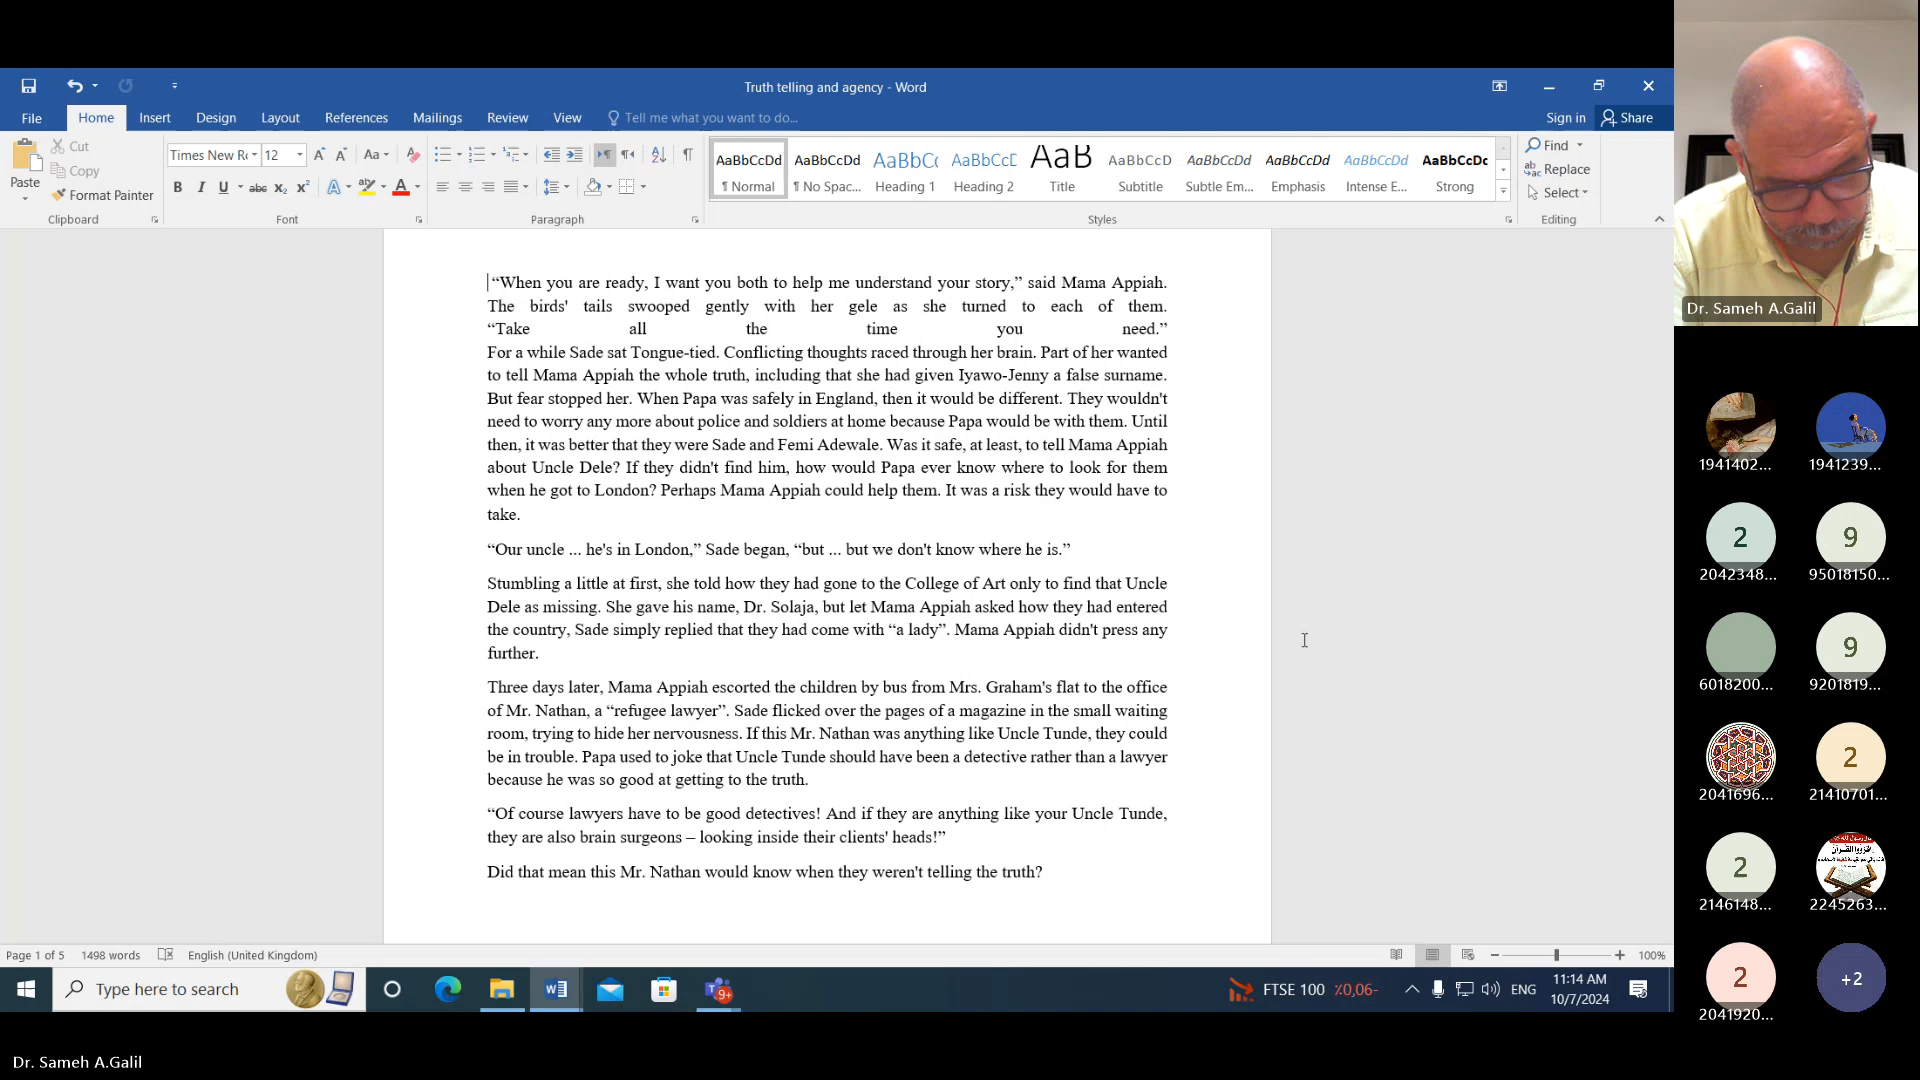 Truth telling and agency - Word
File Home Insert Design Layout References Mailings Review View Tell me what you want to do... Sign in Share
Paste
Cut
Copy
Format Painter
Clipboard
Times New Ro 12
Font
Paragraph
AaBbCcDd AaBbCcDd AaBbCc AaBbCcE AaB AaBbCcD AaBbCcDd AaBbCcDd AaBbCcDd AaBbCcDc
¶ Normal ¶ No Spac... Heading 1 Heading 2 Title Subtitle Subtle Em... Emphasis Intense E... Strong
Styles
Find
Replace
Select
Editing
“When you are ready, I want you both to help me understand your story,” said Mama Appiah.
The birds' tails swooped gently with her gele as she turned to each of them.
“Take all the time you need.”
For a while Sade sat Tongue-tied. Conflicting thoughts raced through her brain. Part of her wanted
to tell Mama Appiah the whole truth, including that she had given Iyawo-Jenny a false surname.
But fear stopped her. When Papa was safely in England, then it would be different. They wouldn't
need to worry any more about police and soldiers at home because Papa would be with them. Until
then, it was better that they were Sade and Femi Adewale. Was it safe, at least, to tell Mama Appiah
about Uncle Dele? If they didn't find him, how would Papa ever know where to look for them
when he got to London? Perhaps Mama Appiah could help them. It was a risk they would have to
take.
“Our uncle ... he's in London,” Sade began, “but ... but we don't know where he is.”
Stumbling a little at first, she told how they had gone to the College of Art only to find that Uncle
Dele as missing. She gave his name, Dr. Solaja, but let Mama Appiah asked how they had entered
the country, Sade simply replied that they had come with “a lady”. Mama Appiah didn't press any
further.
Three days later, Mama Appiah escorted the children by bus from Mrs. Graham's flat to the office
of Mr. Nathan, a “refugee lawyer”. Sade flicked over the pages of a magazine in the small waiting
room, trying to hide her nervousness. If this Mr. Nathan was anything like Uncle Tunde, they could
be in trouble. Papa used to joke that Uncle Tunde should have been a detective rather than a lawyer
because he was so good at getting to the truth.
“Of course lawyers have to be good detectives! And if they are anything like your Uncle Tunde,
they are also brain surgeons – looking inside their clients' heads!”
Did that mean this Mr. Nathan would know when they weren't telling the truth?
Page 1 of 5 1498 words English (United Kingdom) 100%
Type here to search
9+
FTSE 100 ٪0,06-
ENG
11:14 AM
10/7/2024
Dr. Sameh A.Galil
Dr. Sameh A.Galil
1941402... 1941239...
2 9
2042348... 95018150...
9
6018200... 9201819...
2
2041696... 21410701...
2
2146148... 2245263...
2 +2
2041920...